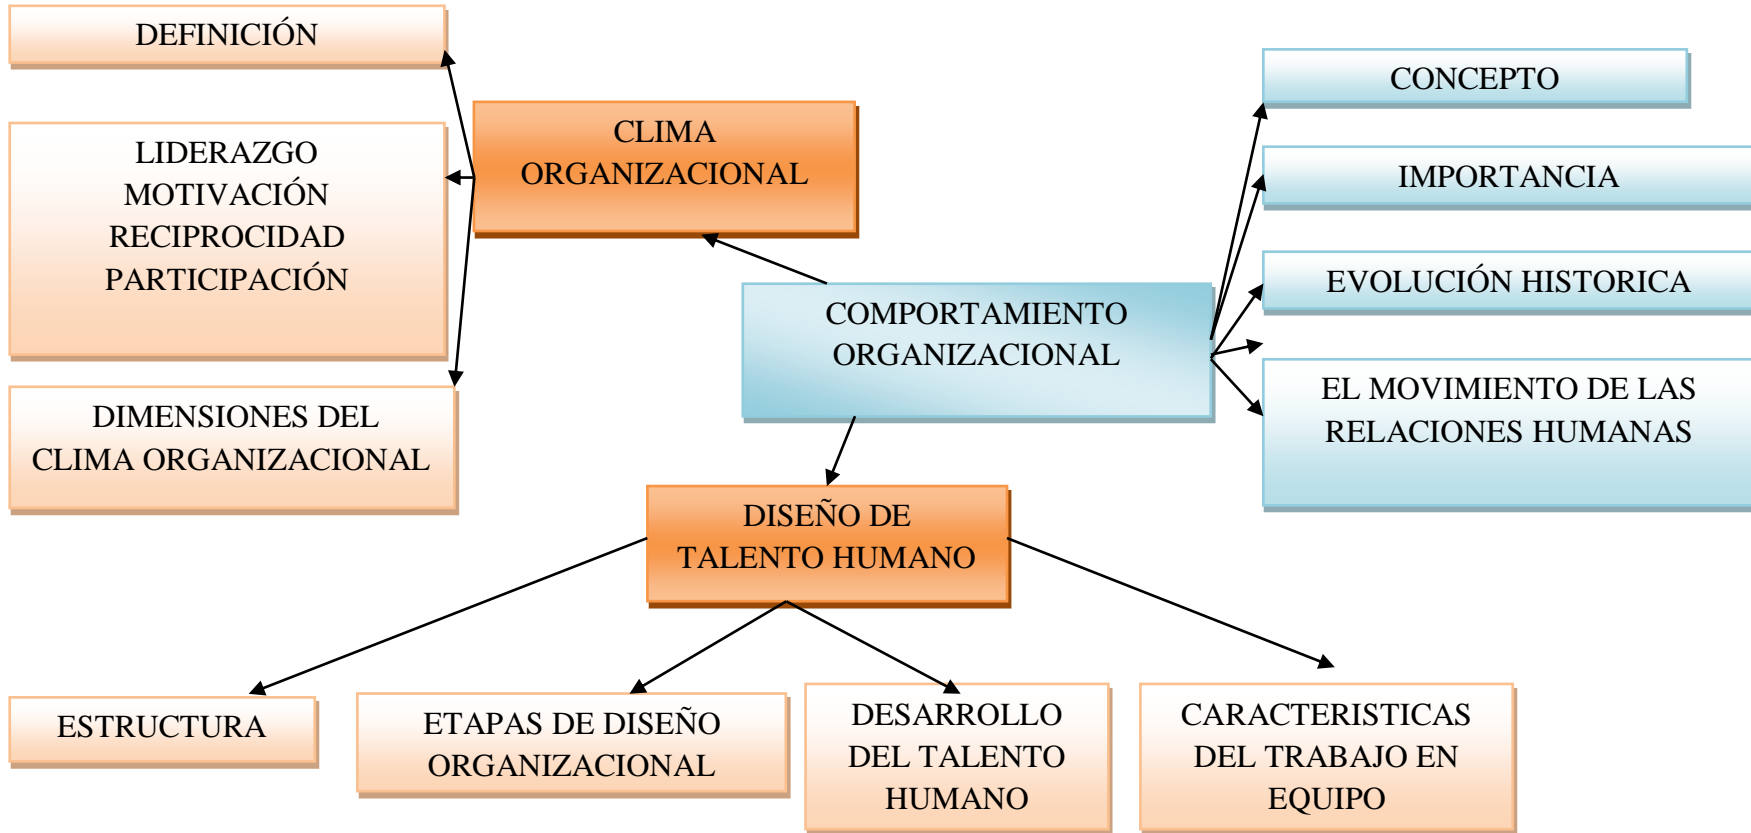 DEFINICIÓN
LIDERAZGO
MOTIVACIÓN
RECIPROCIDAD
PARTICIPACIÓN
DIMENSIONES DEL
CLIMA ORGANIZACIONAL
CLIMA
ORGANIZACIONAL
COMPORTAMIENTO
ORGANIZACIONAL
CONCEPTO
IMPORTANCIA
EVOLUCIÓN HISTORICA
EL MOVIMIENTO DE LAS
RELACIONES HUMANAS
DISEÑO DE
TALENTO HUMANO
ESTRUCTURA
ETAPAS DE DISEÑO
ORGANIZACIONAL
DESARROLLO
DEL TALENTO
HUMANO
CARACTERISTICAS
DEL TRABAJO EN
EQUIPO